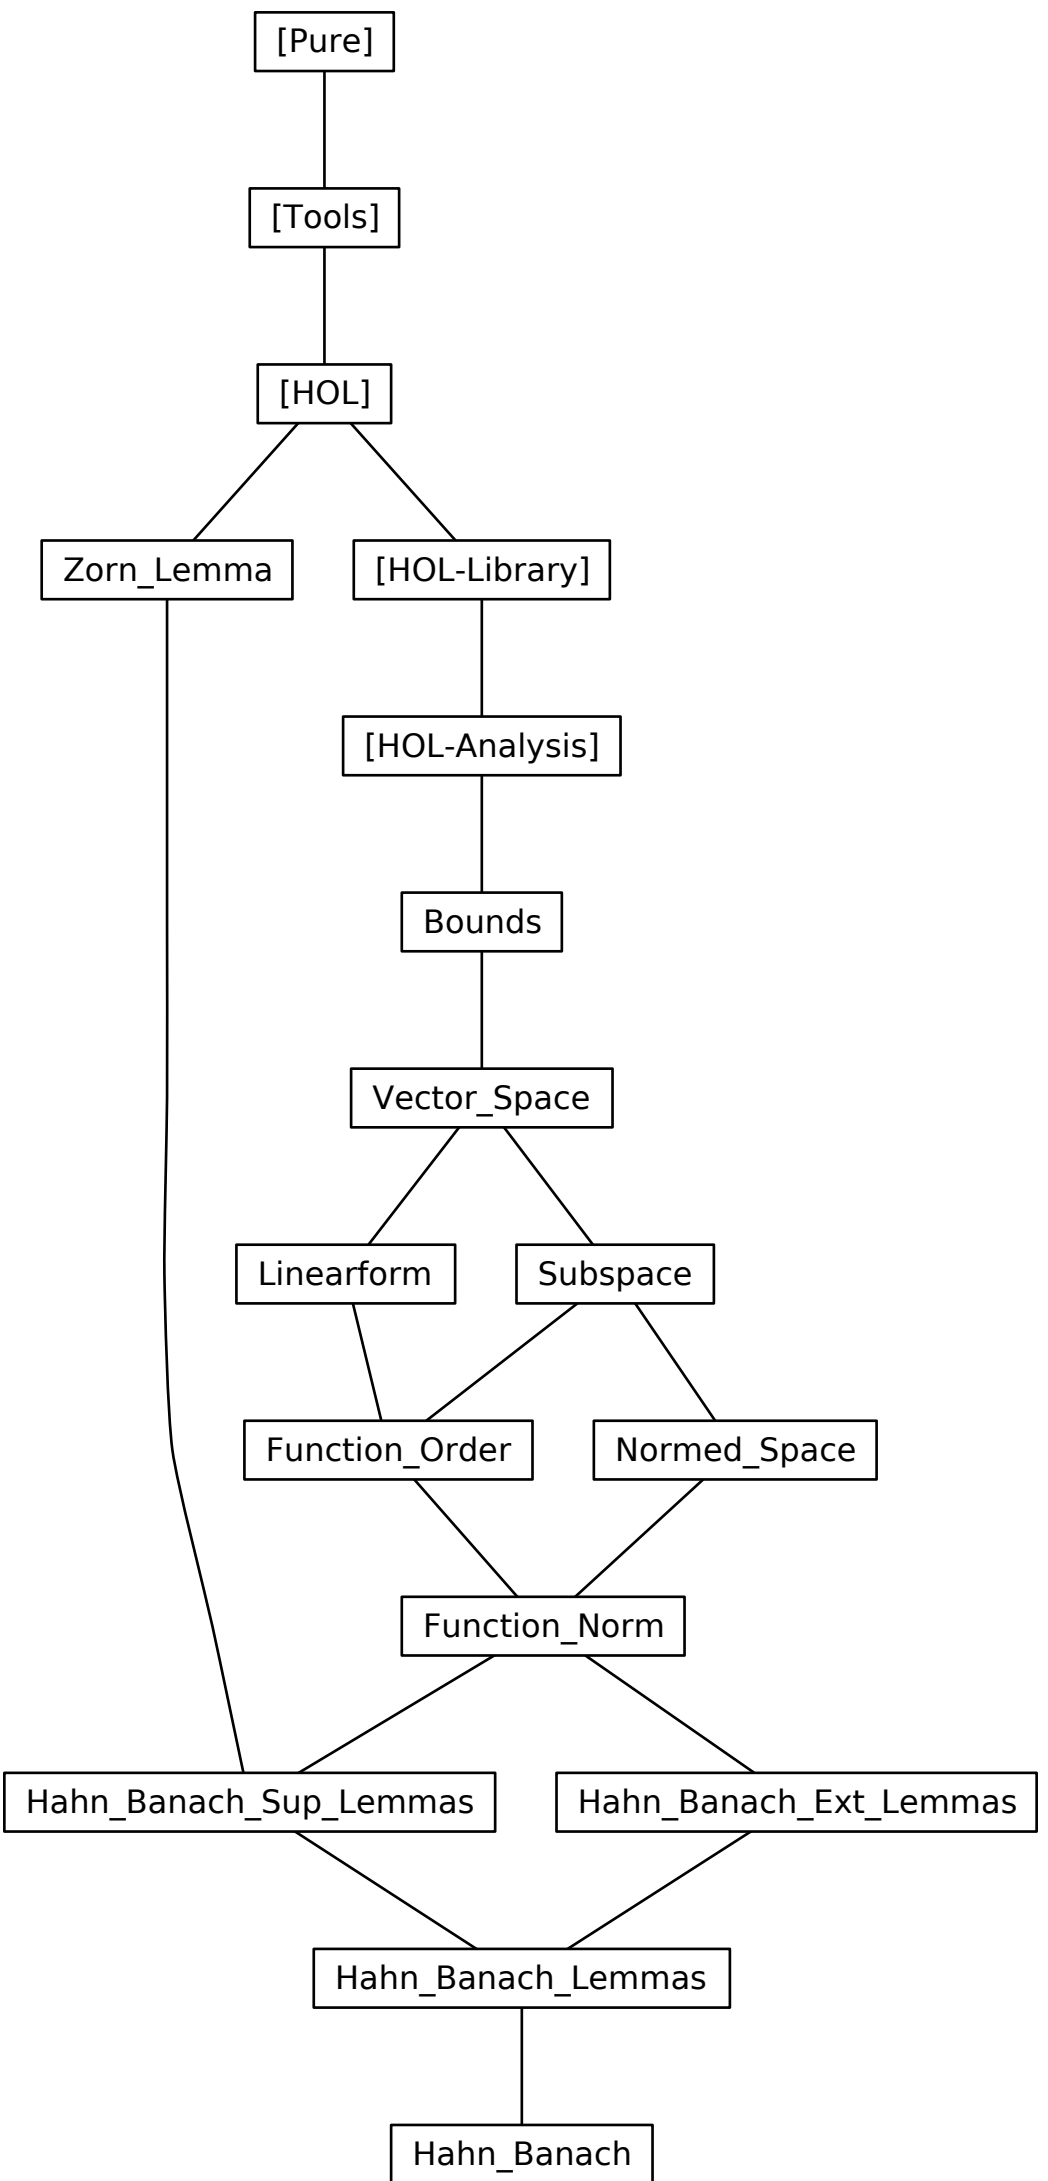 [Pure]
[Tools]
[HOL]
Zorn_Lemma
[HOL-Library]
[HOL-Analysis]
Bounds
Vector_Space
Linearform
Subspace
Function_Order
Normed_Space
Function_Norm
Hahn_Banach_Sup_Lemmas
Hahn_Banach_Ext_Lemmas
Hahn_Banach_Lemmas
Hahn_Banach